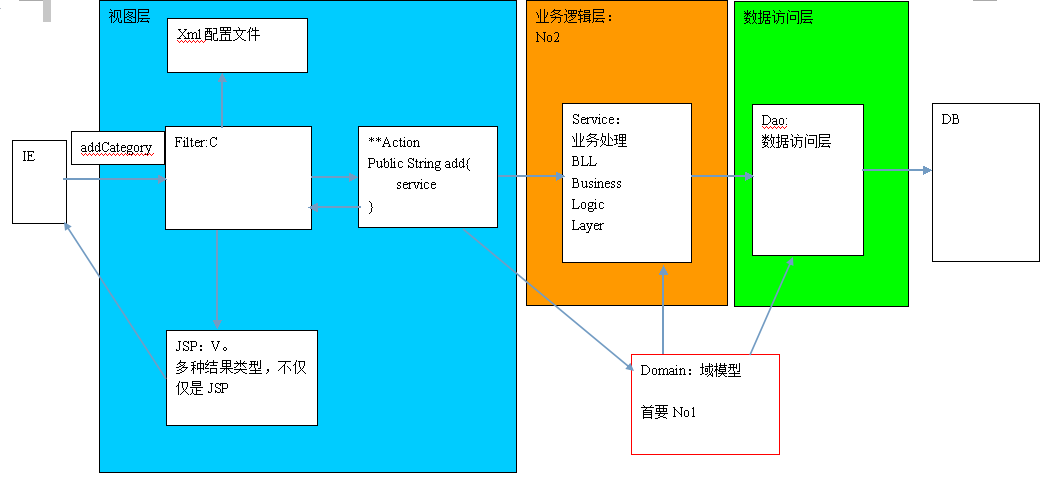 视图层
Xml配置文件
IE
addCategory
Filter:C
**Action
Public String add{
service
}
JSP：V。
多种结果类型，不仅
仅是 JSP
业务逻辑层：
No2
Service：
业务处理
BLL
Business
Logic
Layer
数据访问层
Dao:
数据访问层
DB
Domain：域模型
首要 No1